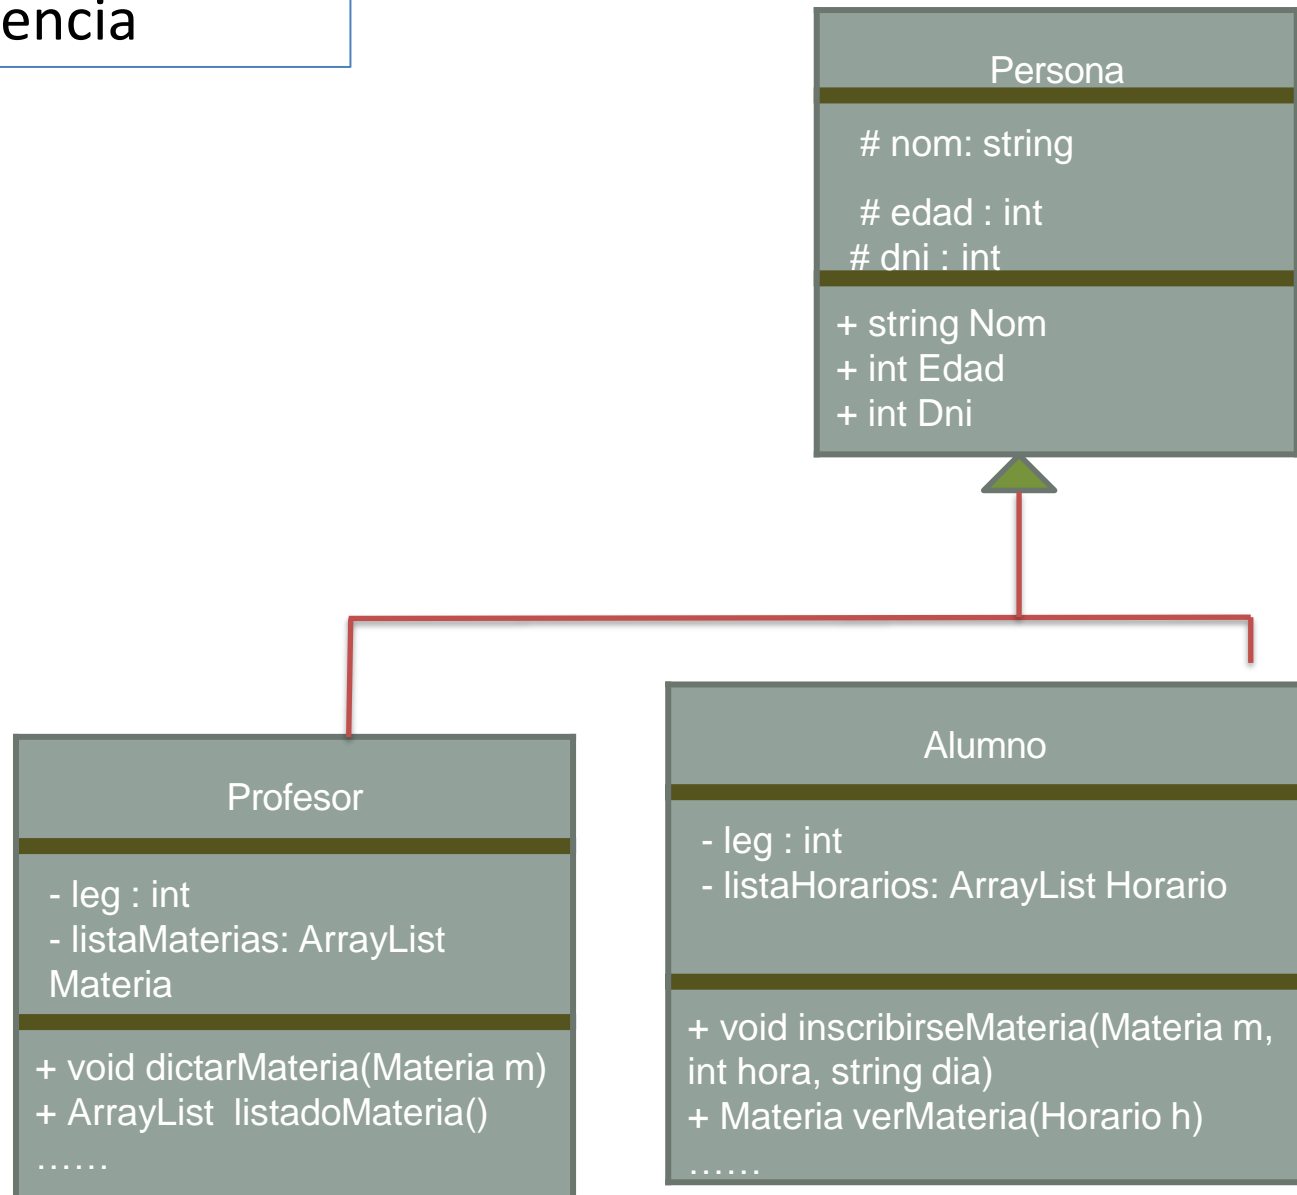 encia
Persona
# nom: string
# edad : int
# dni : int
+ string Nom
+ int Edad
+ int Dni
Profesor
- leg : int
- listaMaterias: ArrayList
Materia
+ void dictarMateria(Materia m)
+ ArrayList  listadoMateria()
……
Alumno
- leg : int
- listaHorarios: ArrayList Horario
+ void inscribirseMateria(Materia m,
int hora, string dia)
+ Materia verMateria(Horario h)
……